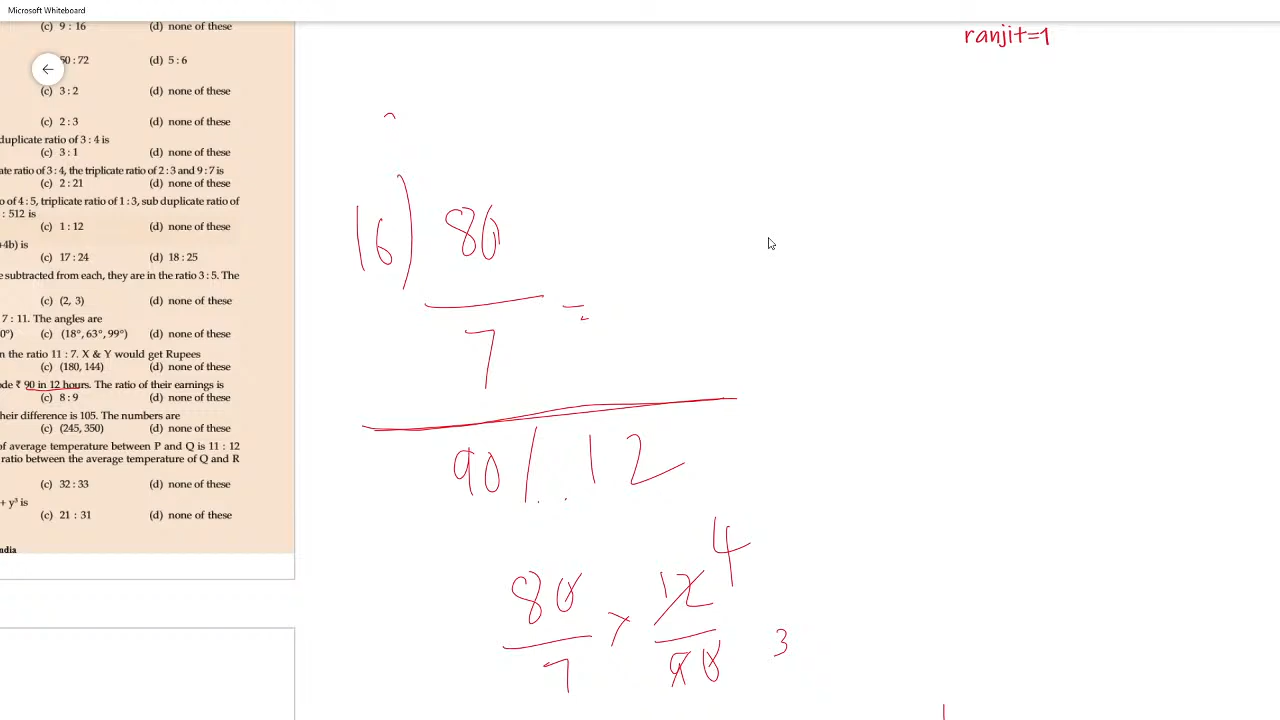 Microsoft Whiteboard
(c) 9 : 16 (d) none of these
50 : 72 (d) 5 : 6
(c) 3 : 2 (d) none of these
(c) 2 : 3 (d) none of these
duplicate ratio of 3 : 4 is
(c) 3 : 1 (d) none of these
ate ratio of 3 : 4, the triplicate ratio of 2 : 3 and 9 : 7 is
(c) 2 : 21 (d) none of these
o of 4 : 5, triplicate ratio of 1 : 3, sub duplicate ratio of
: 512 is
(c) 1 : 12 (d) none of these
+4b) is
(c) 17 : 24 (d) 18 : 25
e subtracted from each, they are in the ratio 3 : 5. The
(c) (2, 3) (d) none of these
7 : 11. The angles are
0°) (c) (18°, 63°, 99°) (d) none of these
n the ratio 11 : 7. X & Y would get Rupees
(c) (180, 144) (d) none of these
ode ₹ 90 in 12 hours. The ratio of their earnings is
(c) 8 : 9 (d) none of these
heir difference is 105. The numbers are
(c) (245, 350) (d) none of these
of average temperature between P and Q is 11 : 12
ratio between the average temperature of Q and R
(c) 32 : 33 (d) none of these
+ y³ is
(c) 21 : 31 (d) none of these
ndia
ranjit=1
16) 80
=
7
90 / 12
4
80 × 12
7 90 3